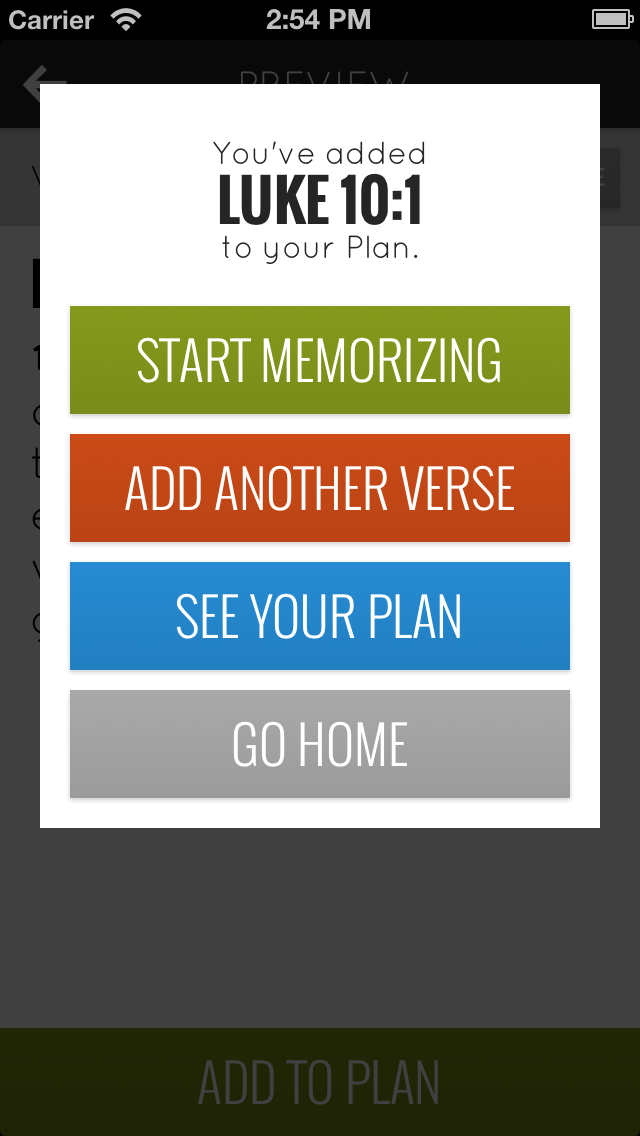 Carrier
2:54 PM
PREVIEW
You've added
LUKE 10:1
to your Plan.
START MEMORIZING
ADD ANOTHER VERSE
SEE YOUR PLAN
GO HOME
ADD TO PLAN